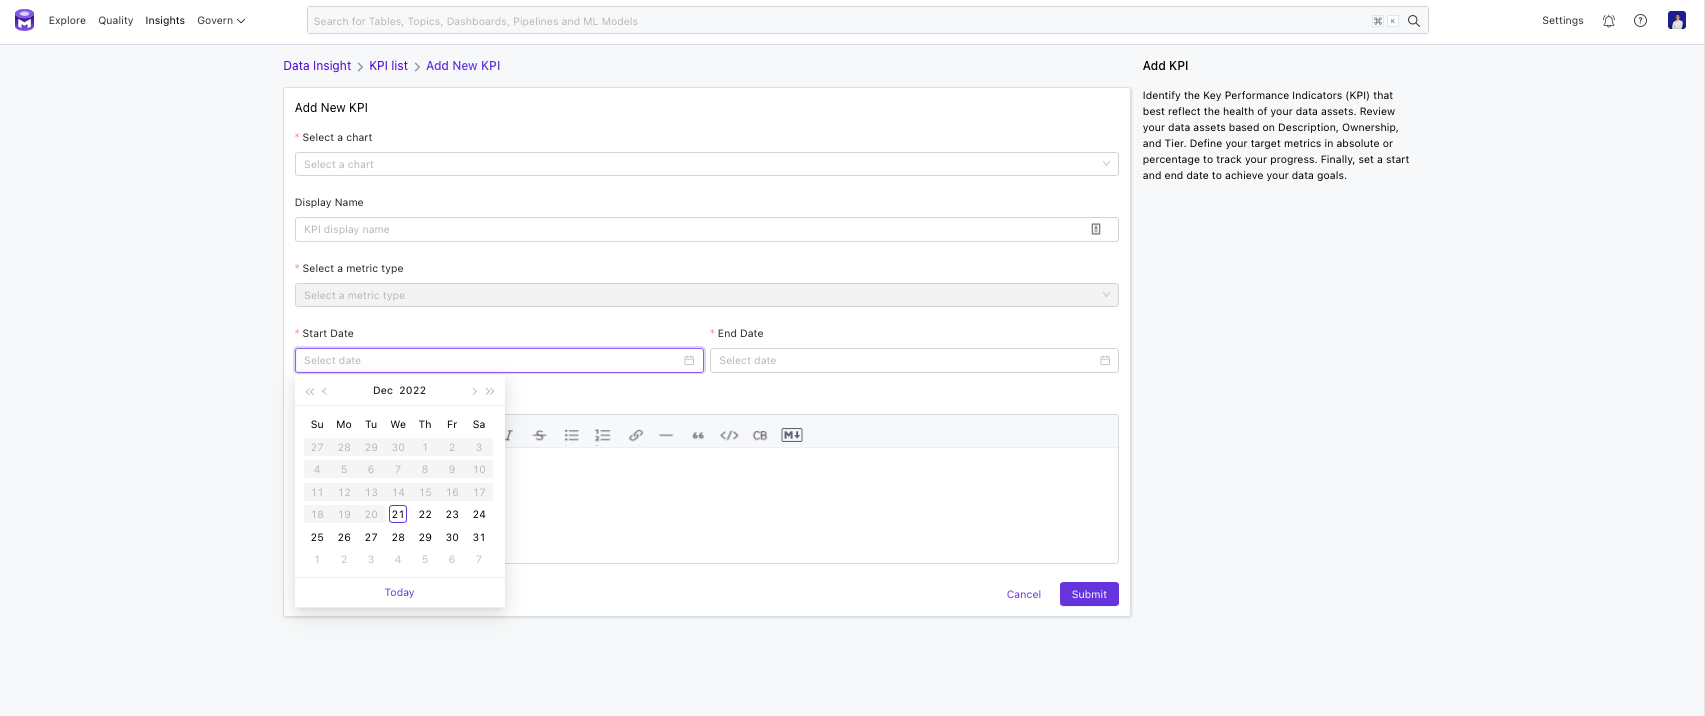 Explore Quality Insights Govern
Search for Tables, Topics, Dashboards, Pipelines and ML Models
⌘ K
Settings
Data Insight > KPI list > Add New KPI
Add New KPI
* Select a chart
Select a chart
Display Name
KPI display name
* Select a metric type
Select a metric type
* Start Date
Select date
* End Date
Select date
Dec 2022
Su Mo Tu We Th Fr Sa
27 28 29 30 1 2 3
4 5 6 7 8 9 10
11 12 13 14 15 16 17
18 19 20 21 22 23 24
25 26 27 28 29 30 31
1 2 3 4 5 6 7
Today
I S </> CB M↓
Cancel Submit
Add KPI
Identify the Key Performance Indicators (KPI) that
best reflect the health of your data assets. Review
your data assets based on Description, Ownership,
and Tier. Define your target metrics in absolute or
percentage to track your progress. Finally, set a start
and end date to achieve your data goals.